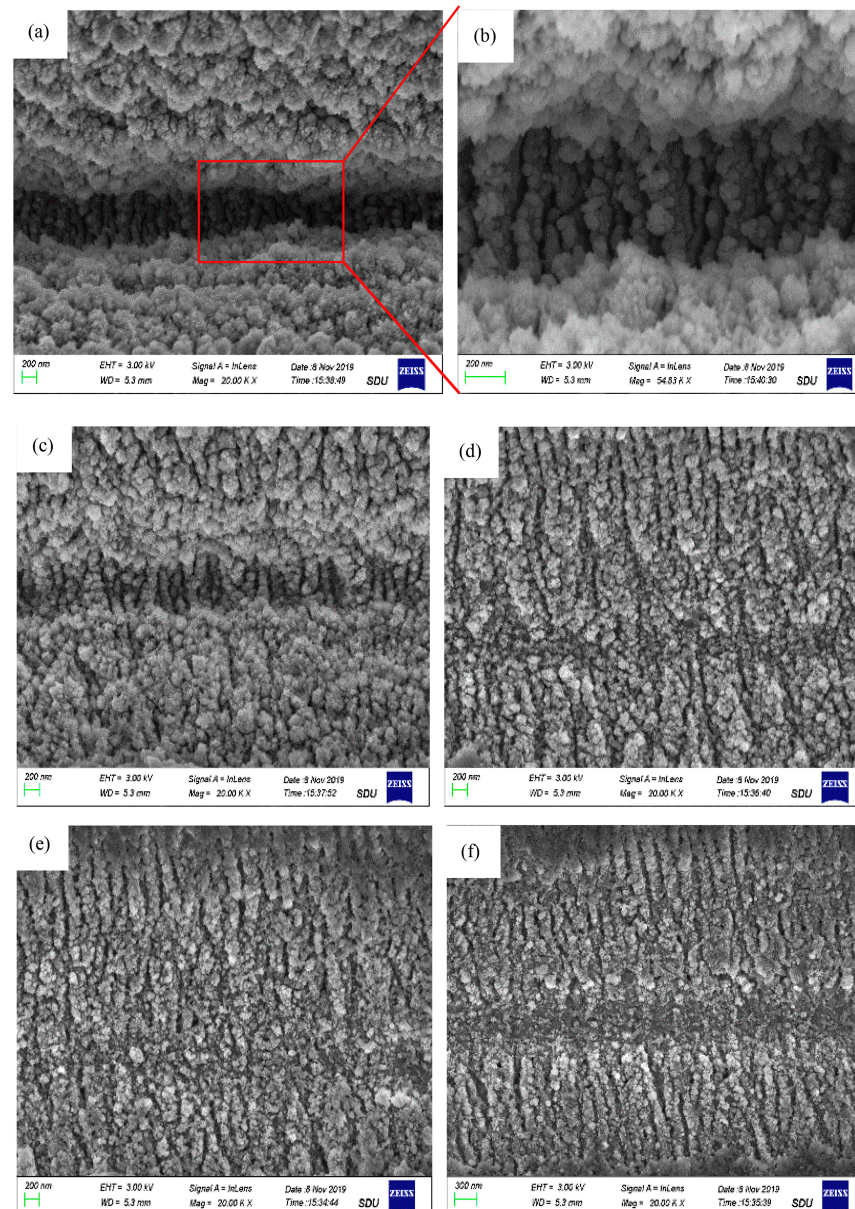 (a)
200 nm EHT = 3.00 kV Signal A = InLens Date :8 Nov 2019
WD = 5.3 mm Mag = 20.00 K X Time :15:38:49 SDU ZEISS
(b)
200 nm EHT = 3.00 kV Signal A = InLens Date :8 Nov 2019
WD = 5.3 mm Mag = 54.83 K X Time :15:40:30 SDU ZEISS
(c)
200 nm EHT = 3.00 kV Signal A = InLens Date :8 Nov 2019
WD = 5.3 mm Mag = 20.00 K X Time :15:37:52 SDU ZEISS
(d)
200 nm EHT = 3.00 kV Signal A = InLens Date :8 Nov 2019
WD = 5.3 mm Mag = 20.00 K X Time :15:36:40 SDU ZEISS
(e)
200 nm EHT = 3.00 kV Signal A = InLens Date :8 Nov 2019
WD = 5.3 mm Mag = 20.00 K X Time :15:34:44 SDU ZEISS
(f)
300 nm EHT = 3.00 kV Signal A = InLens Date :8 Nov 2019
WD = 5.3 mm Mag = 20.00 K X Time :15:35:39 SDU ZEISS